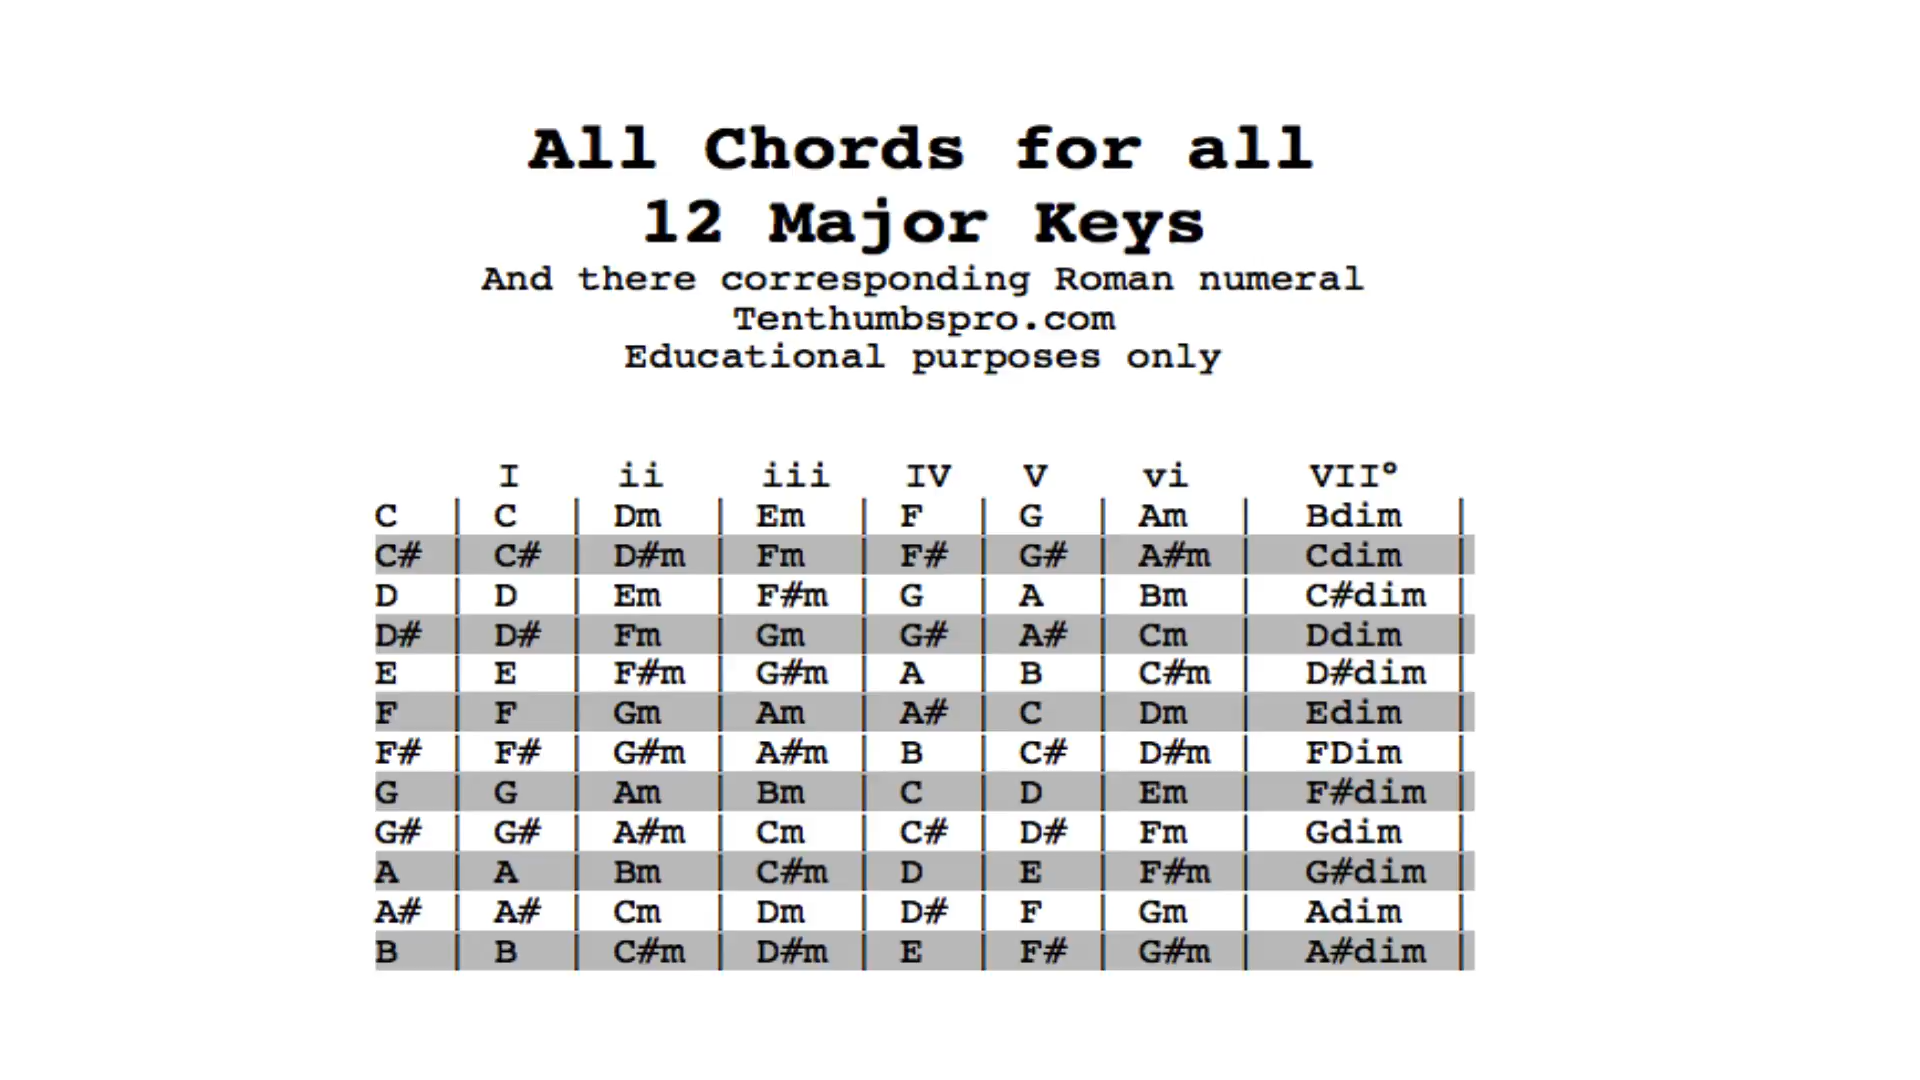 All Chords for all
12 Major Keys
And there corresponding Roman numeral
Tenthumbspro.com
Educational purposes only
I ii iii IV V vi VII°
C | C | Dm | Em | F | G | Am | Bdim |
C# | C# | D#m | Fm | F# | G# | A#m | Cdim |
D | D | Em | F#m | G | A | Bm | C#dim |
D# | D# | Fm | Gm | G# | A# | Cm | Ddim |
E | E | F#m | G#m | A | B | C#m | D#dim |
F | F | Gm | Am | A# | C | Dm | Edim |
F# | F# | G#m | A#m | B | C# | D#m | FDim |
G | G | Am | Bm | C | D | Em | F#dim |
G# | G# | A#m | Cm | C# | D# | Fm | Gdim |
A | A | Bm | C#m | D | E | F#m | G#dim |
A# | A# | Cm | Dm | D# | F | Gm | Adim |
B | B | C#m | D#m | E | F# | G#m | A#dim |